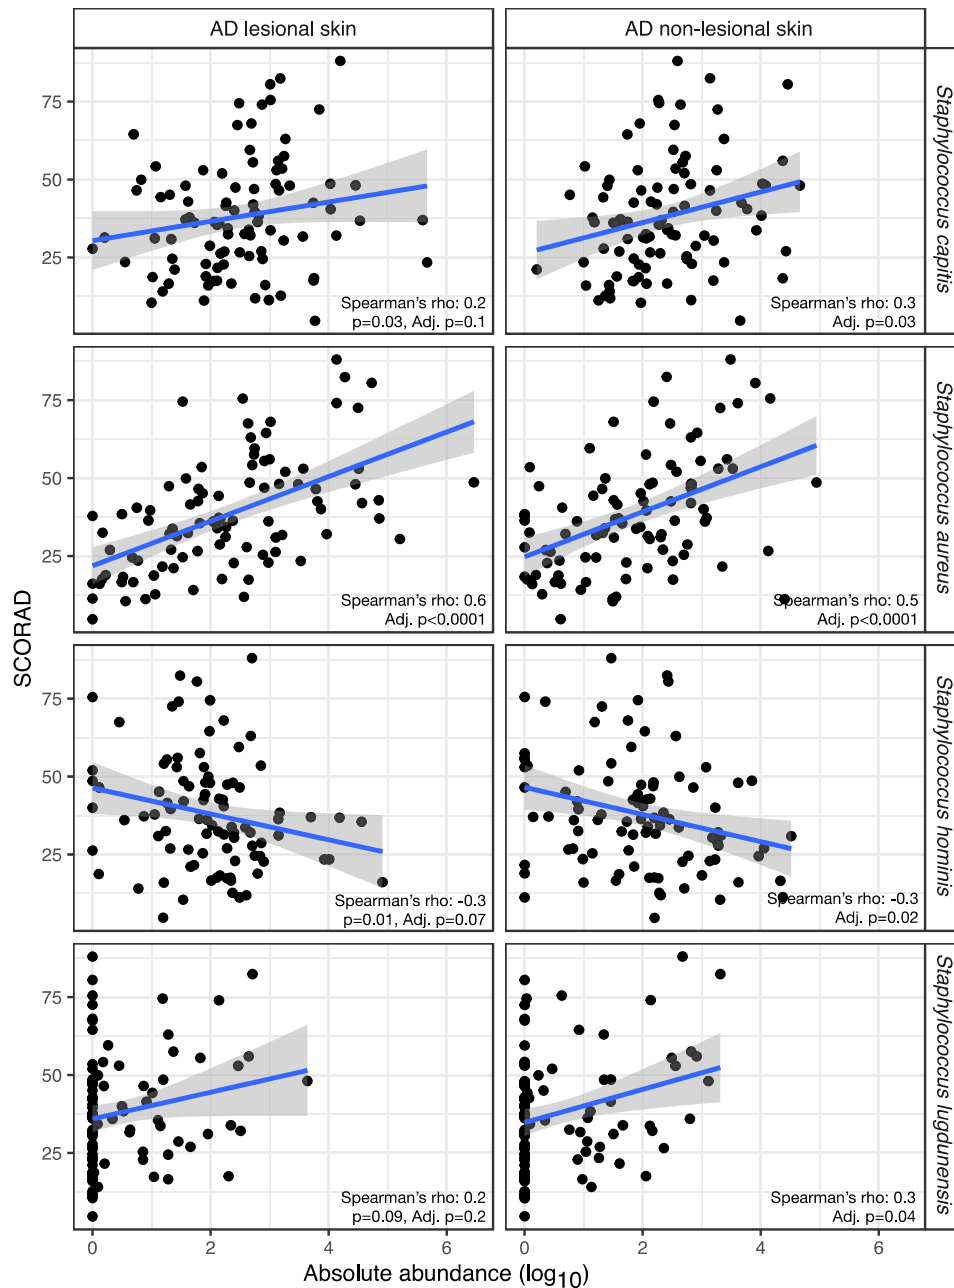 AD lesional skin
AD non-lesional skin
75
50
25
Spearman's rho: 0.2
p=0.03, Adj. p=0.1
Spearman's rho: 0.3
Adj. p=0.03
Staphylococcus capitis
75
50
25
Spearman's rho: 0.6
Adj. p<0.0001
Spearman's rho: 0.5
Adj. p<0.0001
Staphylococcus aureus
SCORAD
75
50
25
Spearman's rho: -0.3
p=0.01, Adj. p=0.07
Spearman's rho: -0.3
Adj. p=0.02
Staphylococcus hominis
75
50
25
Spearman's rho: 0.2
p=0.09, Adj. p=0.2
Spearman's rho: 0.3
Adj. p=0.04
Staphylococcus lugdunensis
0 2 4 6
0 2 4 6
Absolute abundance (log10)